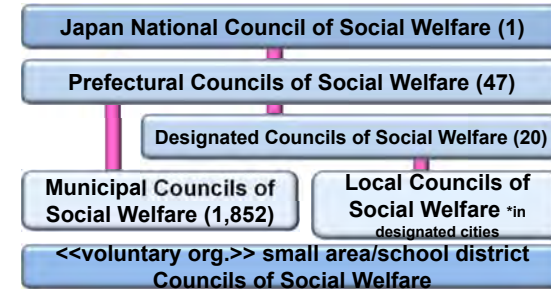 Japan National Council of Social Welfare (1)
Prefectural Councils of Social Welfare (47)
Designated Councils of Social Welfare (20)
Municipal Councils of
Social Welfare (1,852)
Local Councils of
Social Welfare *in
designated cities
<<voluntary org.>> small area/school district
Councils of Social Welfare